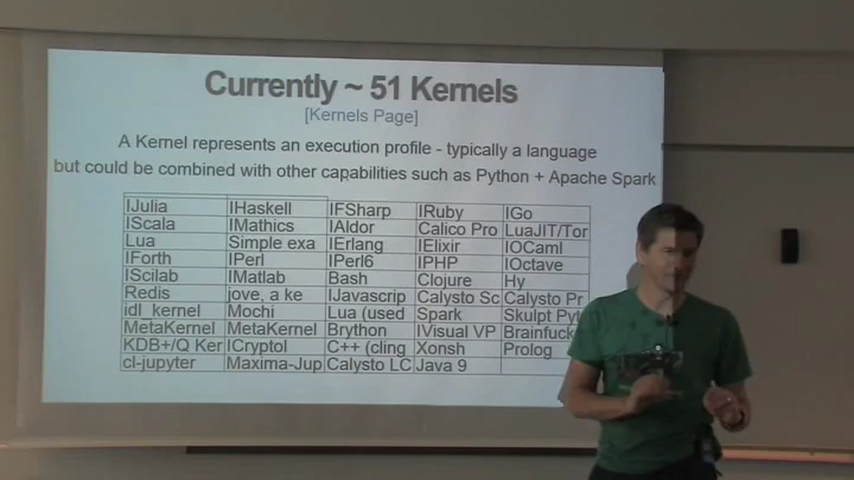 Currently ~ 51 Kernels
[Kernels Page]
A Kernel represents an execution profile - typically a language
but could be combined with other capabilities such as Python + Apache Spark
IJulia IHaskell IFSharp IRuby IGo
IScala IMathics IAldor Calico Pro LuaJIT/Tor
Lua Simple exa IErlang IElixir IOCaml
IForth IPerl IPerl6 IPHP IOctave
IScilab IMatlab Bash Clojure Hy
Redis jove, a ke IJavascrip Calysto Sc Calysto Pr
idl_kernel Mochi Lua (used Spark Skulpt Pyt
MetaKernel MetaKernel Brython IVisual VP Brainfuck
KDB+/Q Ker ICryptol C++ (cling Xonsh Prolog
cl-jupyter Maxima-Jup Calysto LC Java 9